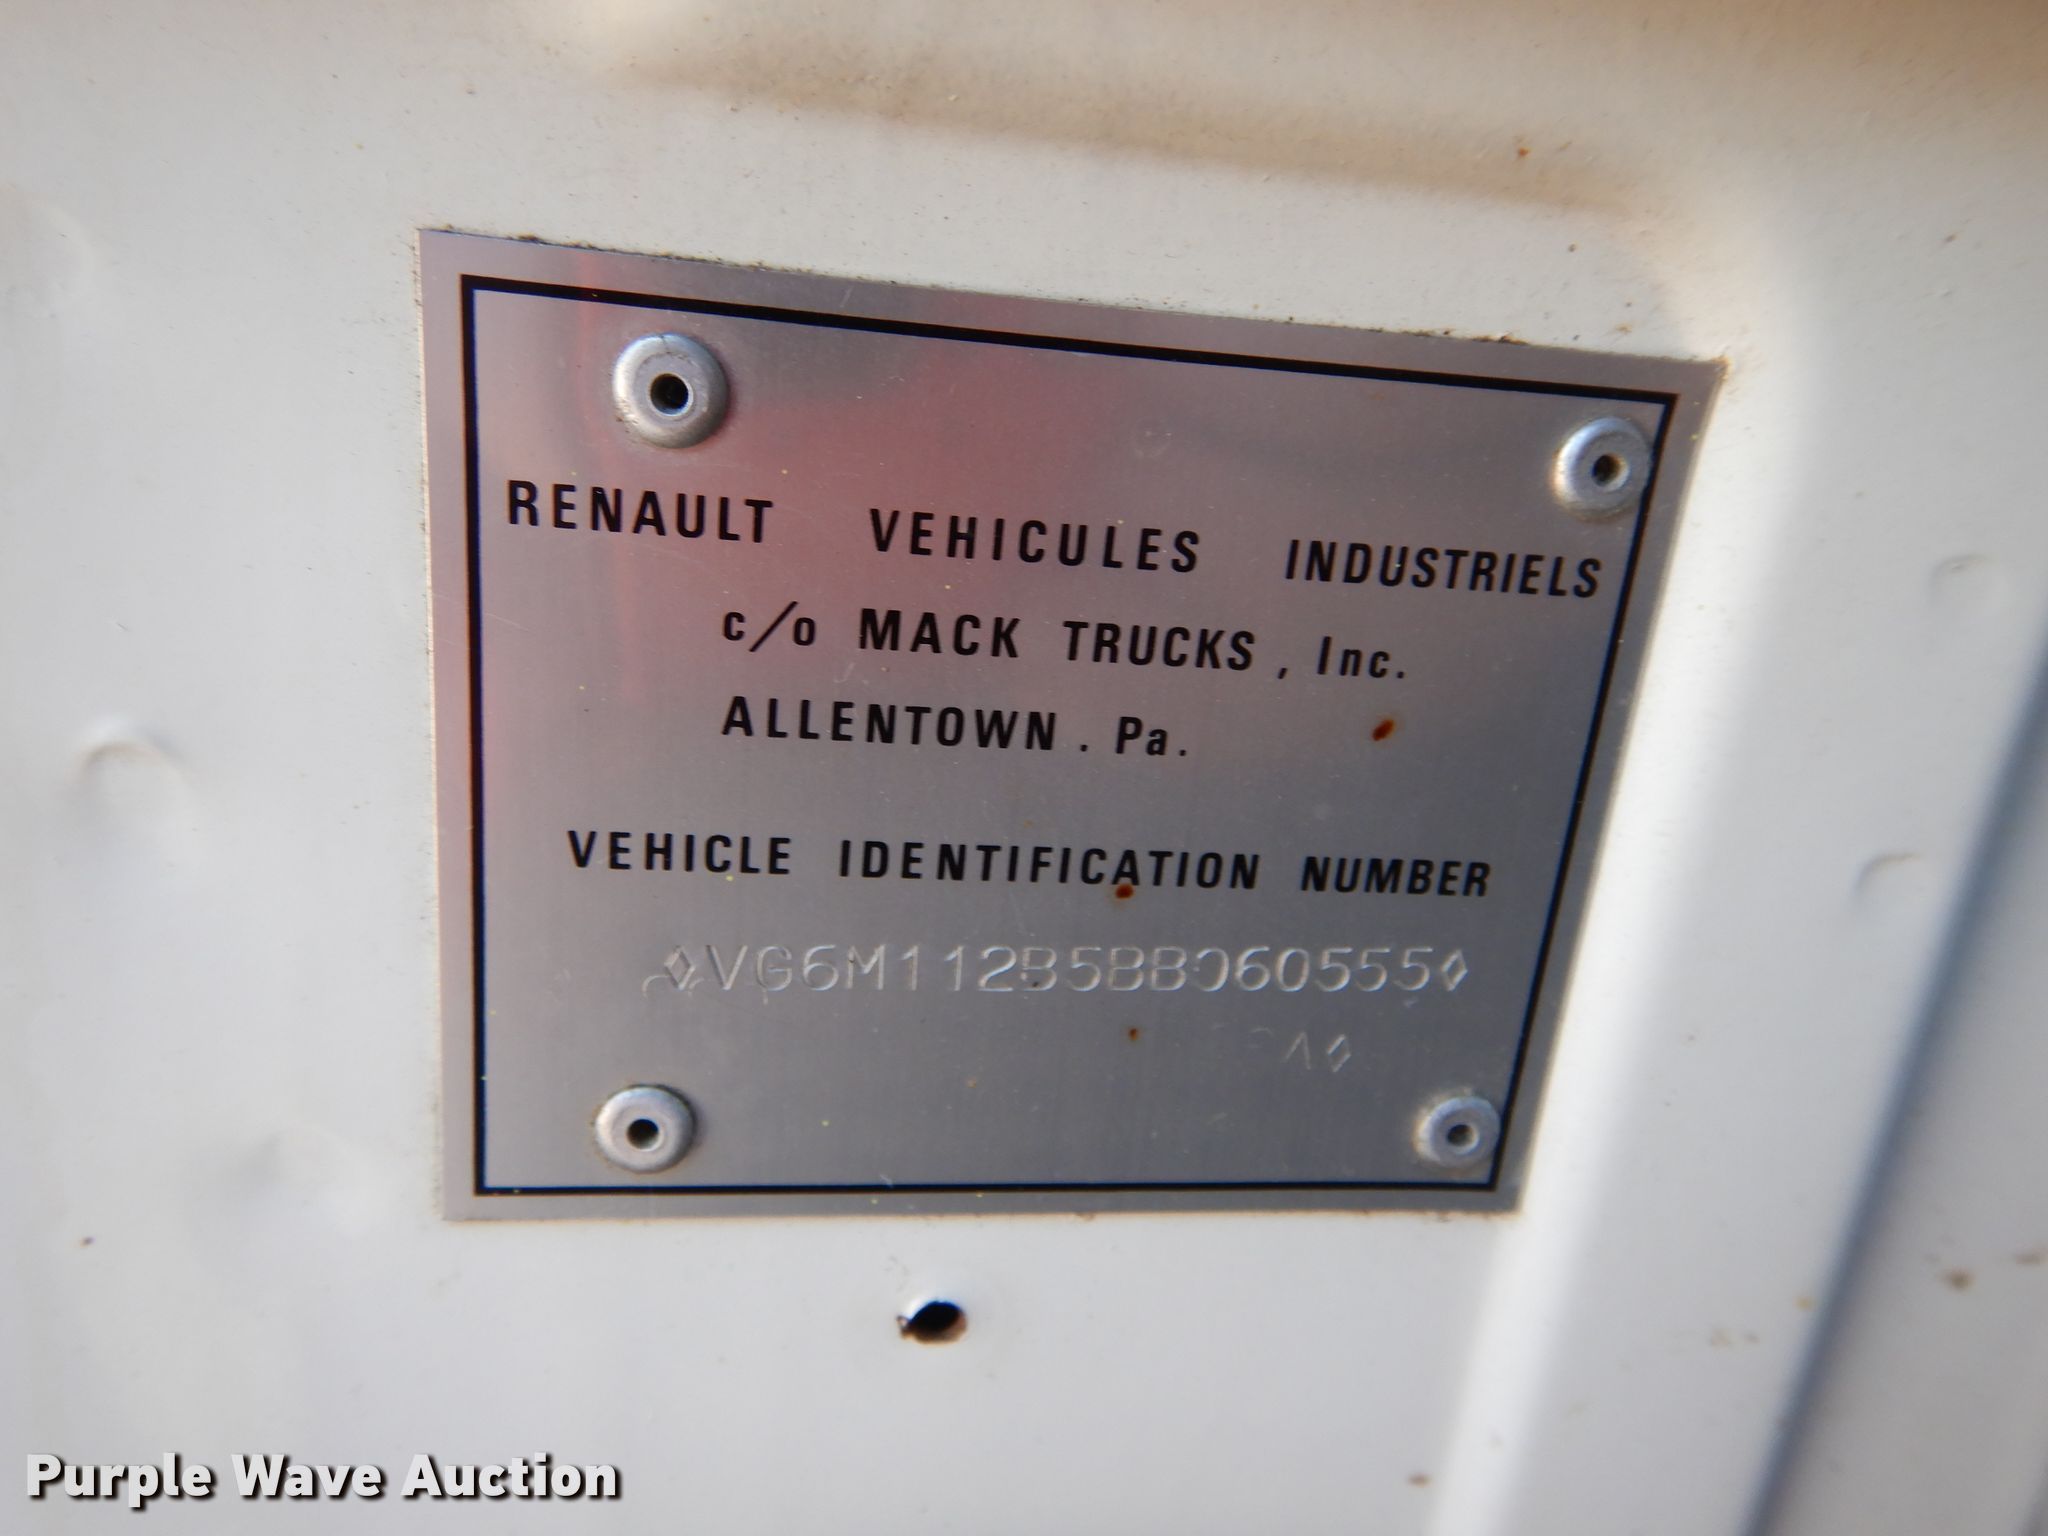 RENAULT VEHICULES INDUSTRIELS
c/o MACK TRUCKS, Inc.
ALLENTOWN. Pa.
VEHICLE IDENTIFICATION NUMBER
◊VG6M112B5BB060555◊
Purple Wave Auction